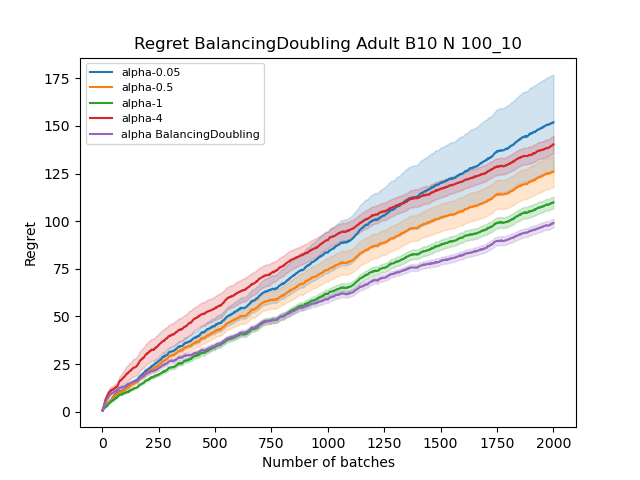 Regret BalancingDoubling Adult B10 N 100_10
alpha-0.05
alpha-0.5
alpha-1
alpha-4
alpha BalancingDoubling
Regret
175
150
125
100
75
50
25
0
0 250 500 750 1000 1250 1500 1750 2000
Number of batches